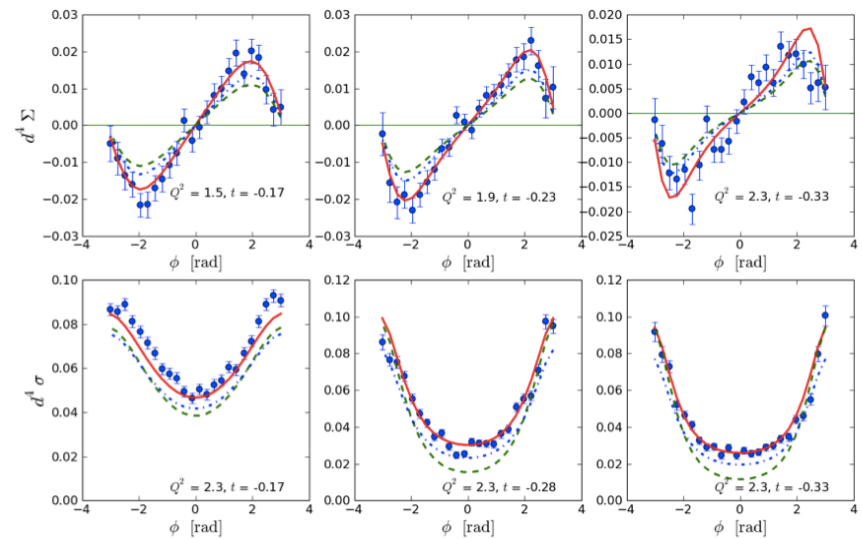 0.03
0.02
0.01
0.00
−0.01
−0.02
−0.03
d⁴ Σ
Q² = 1.5, t = -0.17
−4 −2 0 2 4
ϕ [rad]
0.03
0.02
0.01
0.00
−0.01
−0.02
−0.03
Q² = 1.9, t = -0.23
−4 −2 0 2 4
ϕ [rad]
0.020
0.015
0.010
0.005
0.000
−0.005
−0.010
−0.015
−0.020
0.025
Q² = 2.3, t = -0.33
−4 −2 0 2 4
ϕ [rad]
0.10
0.08
0.06
0.04
0.02
0.00
d⁴ σ
Q² = 2.3, t = -0.17
−4 −2 0 2 4
ϕ [rad]
0.12
0.10
0.08
0.06
0.04
0.02
0.00
Q² = 2.3, t = -0.28
−4 −2 0 2 4
ϕ [rad]
0.12
0.10
0.08
0.06
0.04
0.02
0.00
Q² = 2.3, t = -0.33
−4 −2 0 2 4
ϕ [rad]